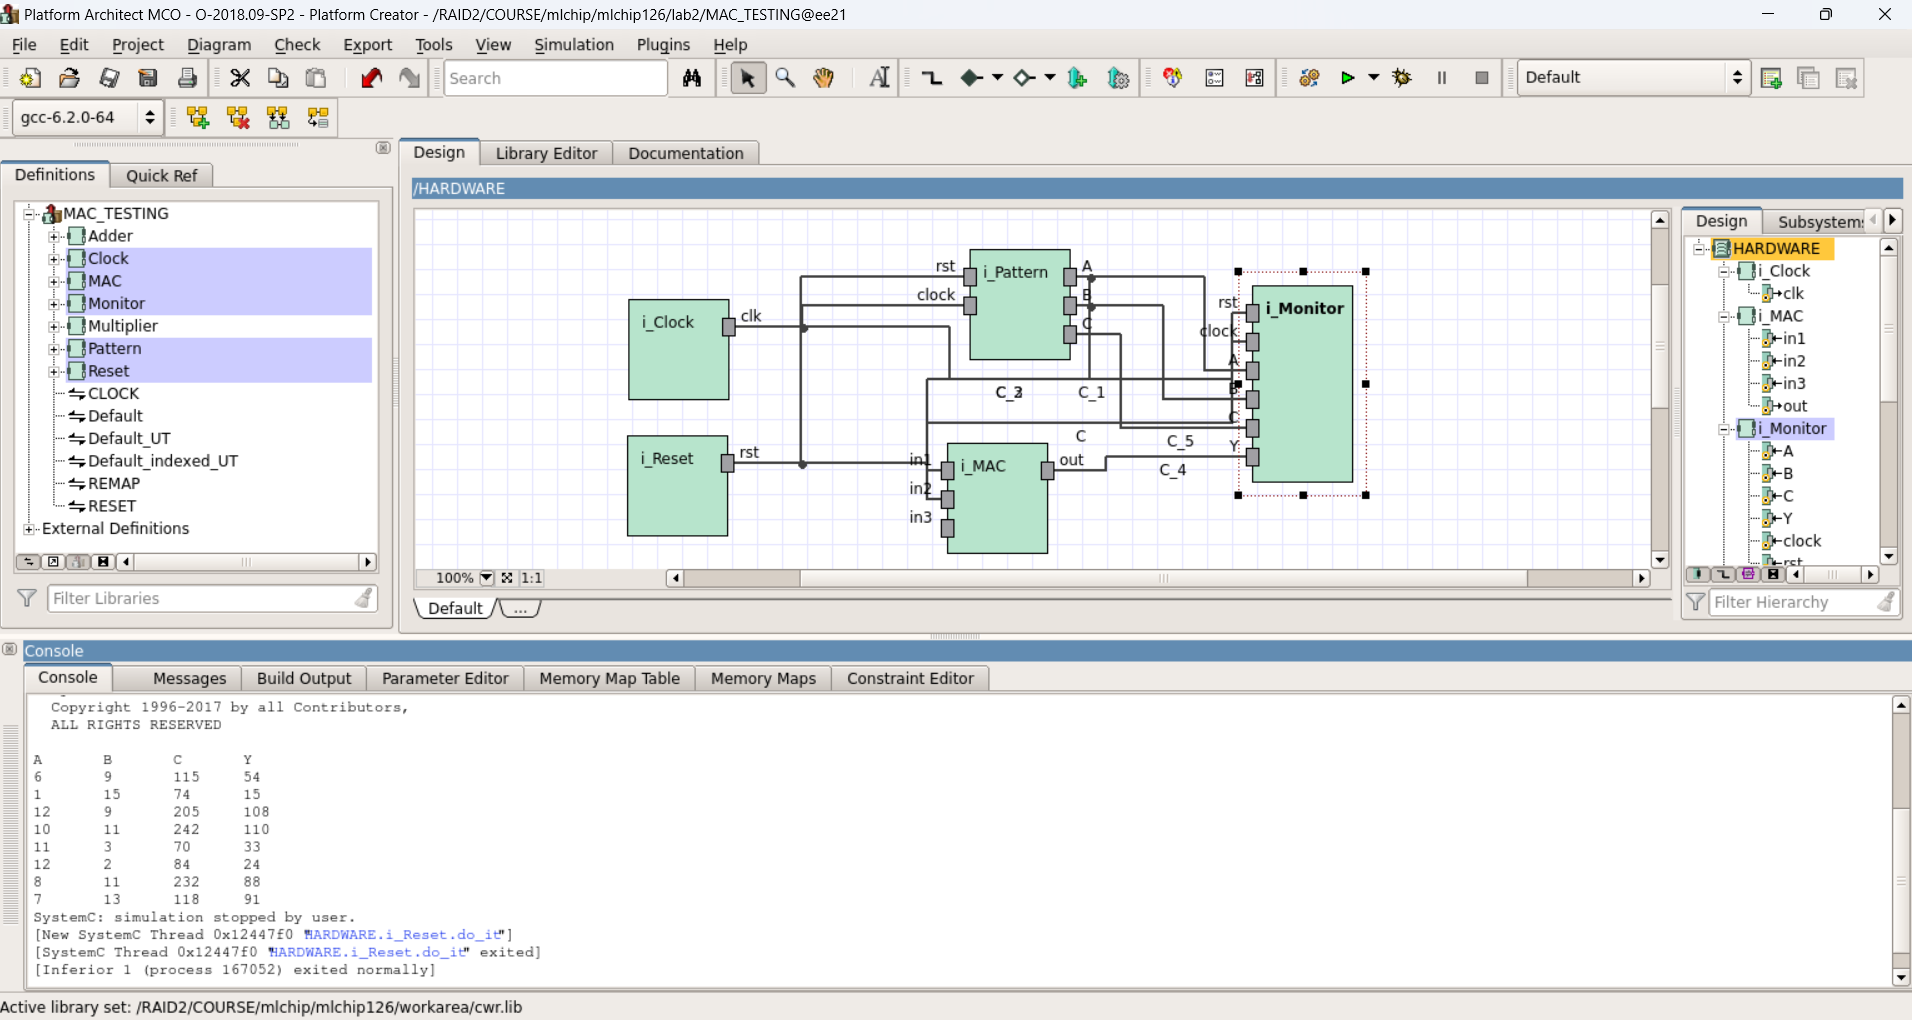 Platform Architect MCO - O-2018.09-SP2 - Platform Creator - /RAID2/COURSE/mlchip/mlchip126/lab2/MAC_TESTING@ee21
File Edit Project Diagram Check Export Tools View Simulation Plugins Help
Search
Default
gcc-6.2.0-64
Definitions Quick Ref
MAC_TESTING
Adder
Clock
MAC
Monitor
Multiplier
Pattern
Reset
CLOCK
Default
Default_UT
Default_indexed_UT
REMAP
RESET
External Definitions
Filter Libraries
Design Library Editor Documentation
/HARDWARE
i_Clock
clk
i_Reset
rst
rst
clock
i_Pattern
A
B
C
C_1
C
C_5
C_4
in1
in2
in3
i_MAC
out
rst
clock
A
B
C
Y
i_Monitor
100% 1:1
Default ...
Design Subsystem
HARDWARE
i_Clock
clk
i_MAC
in1
in2
in3
out
i_Monitor
A
B
C
Y
clock
rst
Filter Hierarchy
Console
Console Messages Build Output Parameter Editor Memory Map Table Memory Maps Constraint Editor
Copyright 1996-2017 by all Contributors,
ALL RIGHTS RESERVED
A B C Y
6 9 115 54
1 15 74 15
12 9 205 108
10 11 242 110
11 3 70 33
12 2 84 24
8 11 232 88
7 13 118 91
SystemC: simulation stopped by user.
[New SystemC Thread 0x12447f0 "HARDWARE.i_Reset.do_it"]
[SystemC Thread 0x12447f0 "HARDWARE.i_Reset.do_it" exited]
[Inferior 1 (process 167052) exited normally]
Active library set: /RAID2/COURSE/mlchip/mlchip126/workarea/cwr.lib